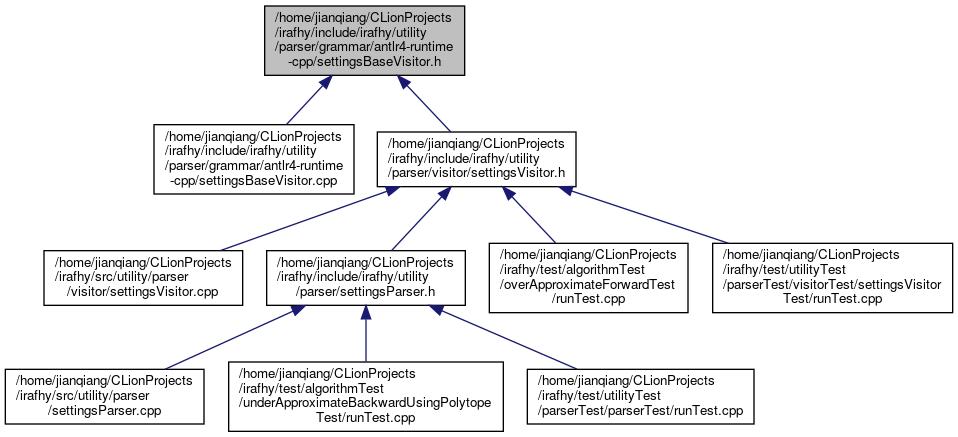 /home/jianqiang/CLionProjects
/irafhy/include/irafhy/utility
/parser/grammar/antlr4-runtime
-cpp/settingsBaseVisitor.h
/home/jianqiang/CLionProjects
/irafhy/include/irafhy/utility
/parser/grammar/antlr4-runtime
-cpp/settingsBaseVisitor.cpp
/home/jianqiang/CLionProjects
/irafhy/include/irafhy/utility
/parser/visitor/settingsVisitor.h
/home/jianqiang/CLionProjects
/irafhy/src/utility/parser
/visitor/settingsVisitor.cpp
/home/jianqiang/CLionProjects
/irafhy/include/irafhy/utility
/parser/settingsParser.h
/home/jianqiang/CLionProjects
/irafhy/test/algorithmTest
/overApproximateForwardTest
/runTest.cpp
/home/jianqiang/CLionProjects
/irafhy/test/utilityTest
/parserTest/visitorTest/settingsVisitor
Test/runTest.cpp
/home/jianqiang/CLionProjects
/irafhy/src/utility/parser
/settingsParser.cpp
/home/jianqiang/CLionProjects
/irafhy/test/algorithmTest
/underApproximateBackwardUsingPolytope
Test/runTest.cpp
/home/jianqiang/CLionProjects
/irafhy/test/utilityTest
/parserTest/parserTest/runTest.cpp